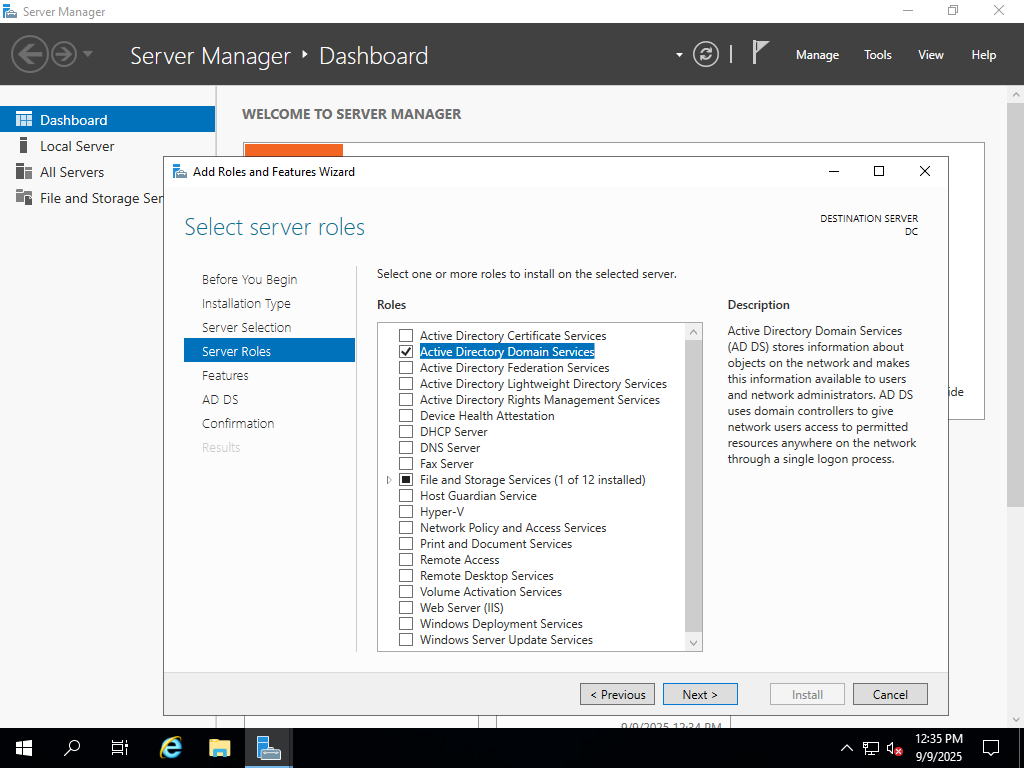 Server Manager
Server Manager ‣ Dashboard
Manage Tools View Help
Dashboard
Local Server
All Servers
File and Storage Ser
WELCOME TO SERVER MANAGER
Add Roles and Features Wizard
Select server roles
DESTINATION SERVER
DC
Before You Begin
Installation Type
Server Selection
Server Roles
Features
AD DS
Confirmation
Results
Select one or more roles to install on the selected server.
Roles
Active Directory Certificate Services
Active Directory Domain Services
Active Directory Federation Services
Active Directory Lightweight Directory Services
Active Directory Rights Management Services
Device Health Attestation
DHCP Server
DNS Server
Fax Server
File and Storage Services (1 of 12 installed)
Host Guardian Service
Hyper-V
Network Policy and Access Services
Print and Document Services
Remote Access
Remote Desktop Services
Volume Activation Services
Web Server (IIS)
Windows Deployment Services
Windows Server Update Services
Description
Active Directory Domain Services
(AD DS) stores information about
objects on the network and makes
this information available to users
and network administrators. AD DS
uses domain controllers to give
network users access to permitted
resources anywhere on the network
through a single logon process.
ide
< Previous Next > Install Cancel
9/9/2025 12:34 PM
12:35 PM
9/9/2025